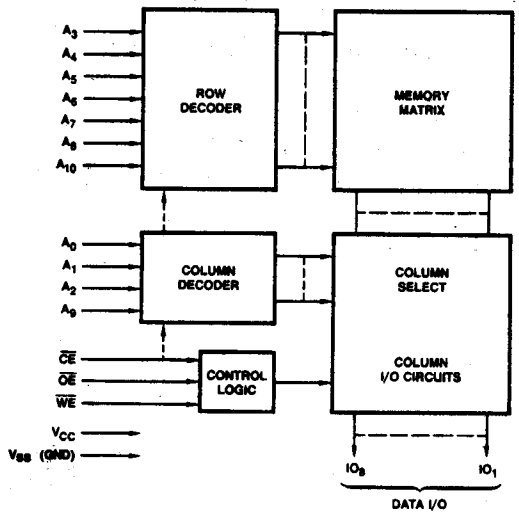 A3
A4
A5
A6
A7
A8
A10
ROW
DECODER
MEMORY
MATRIX
A0
A1
A2
A9
COLUMN
DECODER
COLUMN
SELECT
COLUMN
I/O CIRCUITS
CE
OE
WE
CONTROL
LOGIC
VCC
VSS (GND)
IO8
IO1
DATA I/O